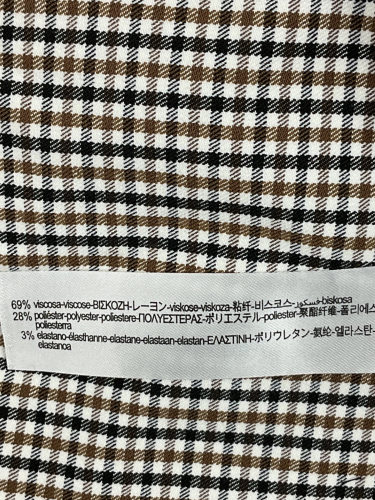 69% viscosa-viscose-ΒΙΣΚΟΖΗ-レーヨン-viskose-viskoza-粘纤-비스코스-فسكوز-biskosa
28% poliéster-polyester-poliestere-ΠΟΛΥΕΣΤΕΡΑΣ-ポリエステル-poliester-聚酯纤维-폴리에스
poliesterra
3% elastano-élasthanne-elastane-elastaan-elastan-ΕΛΑΣΤΙΝΗ-ポリウレタン-氨纶-엘라스탄-
elastanoa